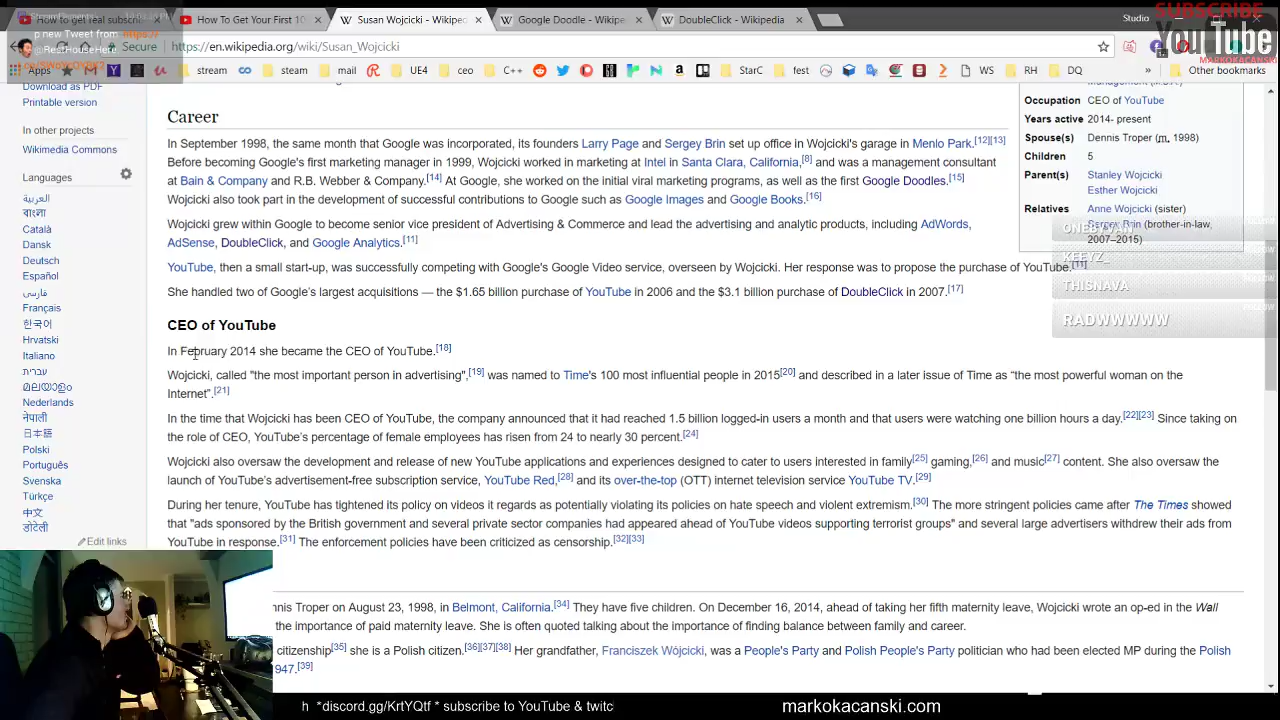 How to get real subscri
How To Get Your First 10
Susan Wojcicki - Wikiped
Google Doodle - Wikipe
DoubleClick - Wikipedia
Studio
SUBSCRIBE
YouTube
MARKOKACANSKI.COM
p new Tweet from:
@RestHouseHere
Secure
https://en.wikipedia.org/wiki/Susan_Wojcicki
Apps
stream
steam
mail
UE4
ceo
C++
StarC
fest
WS
RH
DQ
»
Other bookmarks
Download as PDF
Printable version
In other projects
Wikimedia Commons
Languages
العربية
বাংলা
Català
Dansk
Deutsch
Español
فارسی
Français
한국어
Hrvatski
Italiano
עברית
മലയാളം
Nederlands
नेपाली
日本語
Polski
Português
Svenska
Türkçe
中文
डोटेली
Edit links
Career
In September 1998, the same month that Google was incorporated, its founders Larry Page and Sergey Brin set up office in Wojcicki's garage in Menlo Park.[12][13]
Before becoming Google's first marketing manager in 1999, Wojcicki worked in marketing at Intel in Santa Clara, California,[8] and was a management consultant
at Bain & Company and R.B. Webber & Company.[14] At Google, she worked on the initial viral marketing programs, as well as the first Google Doodles.[15]
Wojcicki also took part in the development of successful contributions to Google such as Google Images and Google Books.[16]
Wojcicki grew within Google to become senior vice president of Advertising & Commerce and lead the advertising and analytic products, including AdWords,
AdSense, DoubleClick, and Google Analytics.[11]
YouTube, then a small start-up, was successfully competing with Google's Google Video service, overseen by Wojcicki. Her response was to propose the purchase of YouTube.[11]
She handled two of Google's largest acquisitions — the $1.65 billion purchase of YouTube in 2006 and the $3.1 billion purchase of DoubleClick in 2007.[17]
CEO of YouTube
In February 2014 she became the CEO of YouTube.[18]
Wojcicki, called "the most important person in advertising",[19] was named to Time's 100 most influential people in 2015[20] and described in a later issue of Time as "the most powerful woman on the
Internet".[21]
In the time that Wojcicki has been CEO of YouTube, the company announced that it had reached 1.5 billion logged-in users a month and that users were watching one billion hours a day.[22][23] Since taking on
the role of CEO, YouTube's percentage of female employees has risen from 24 to nearly 30 percent.[24]
Wojcicki also oversaw the development and release of new YouTube applications and experiences designed to cater to users interested in family[25] gaming,[26] and music[27] content. She also oversaw the
launch of YouTube's advertisement-free subscription service, YouTube Red,[28] and its over-the-top (OTT) internet television service YouTube TV.[29]
During her tenure, YouTube has tightened its policy on videos it regards as potentially violating its policies on hate speech and violent extremism.[30] The more stringent policies came after The Times showed
that "ads sponsored by the British government and several private sector companies had appeared ahead of YouTube videos supporting terrorist groups" and several large advertisers withdrew their ads from
YouTube in response.[31] The enforcement policies have been criticized as censorship.[32][33]
nnis Troper on August 23, 1998, in Belmont, California.[34] They have five children. On December 16, 2014, ahead of taking her fifth maternity leave, Wojcicki wrote an op-ed in the Wall
the importance of paid maternity leave. She is often quoted talking about the importance of finding balance between family and career.
citizenship[35] she is a Polish citizen.[36][37][38] Her grandfather, Franciszek Wójcicki, was a People's Party and Polish People's Party politician who had been elected MP during the Polish
947.[39]
Occupation CEO of YouTube
Years active 2014- present
Spouse(s) Dennis Troper (m. 1998)
Children 5
Parent(s) Stanley Wojcicki
Esther Wojcicki
Relatives Anne Wojcicki (sister)
Sergey Brin (brother-in-law,
2007–2015)
KEEYZ_
THISNAVA
RADWWWWW
h *discord.gg/KrtYQtf * subscribe to YouTube & twitc
markokacanski.com